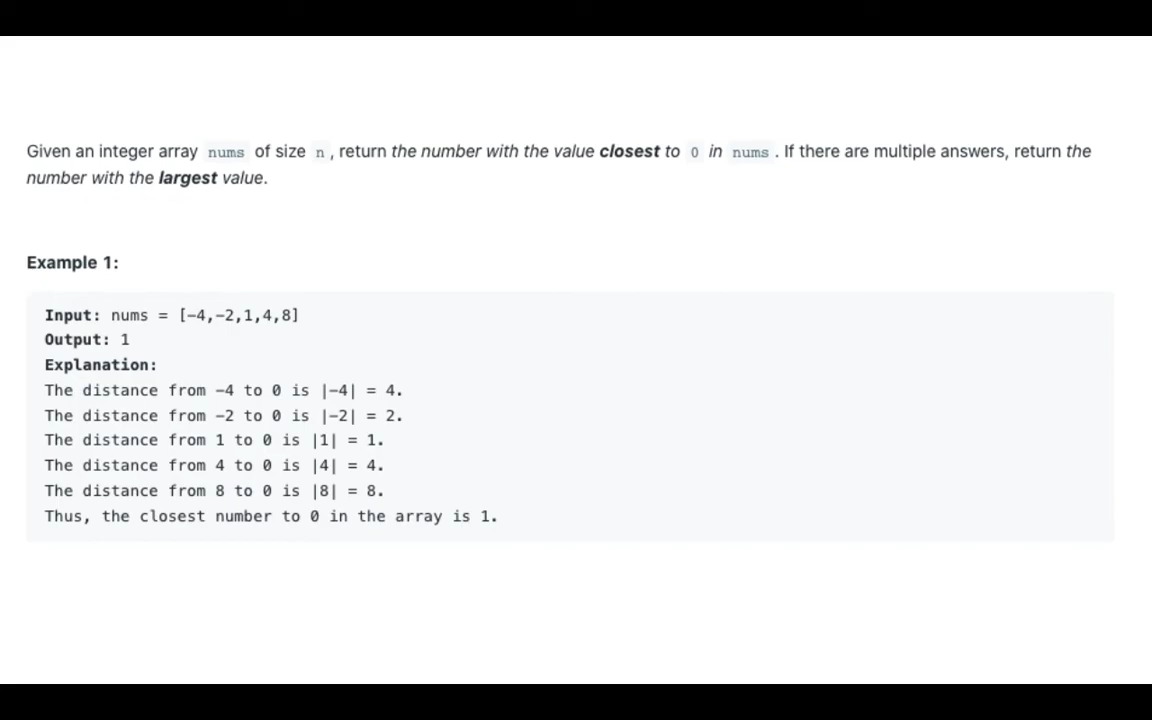 Given an integer array nums of size n, return the number with the value closest to 0 in nums. If there are multiple answers, return the
number with the largest value.
Example 1:
Input: nums = [-4,-2,1,4,8]
Output: 1
Explanation:
The distance from -4 to 0 is |-4| = 4.
The distance from -2 to 0 is |-2| = 2.
The distance from 1 to 0 is |1| = 1.
The distance from 4 to 0 is |4| = 4.
The distance from 8 to 0 is |8| = 8.
Thus, the closest number to 0 in the array is 1.